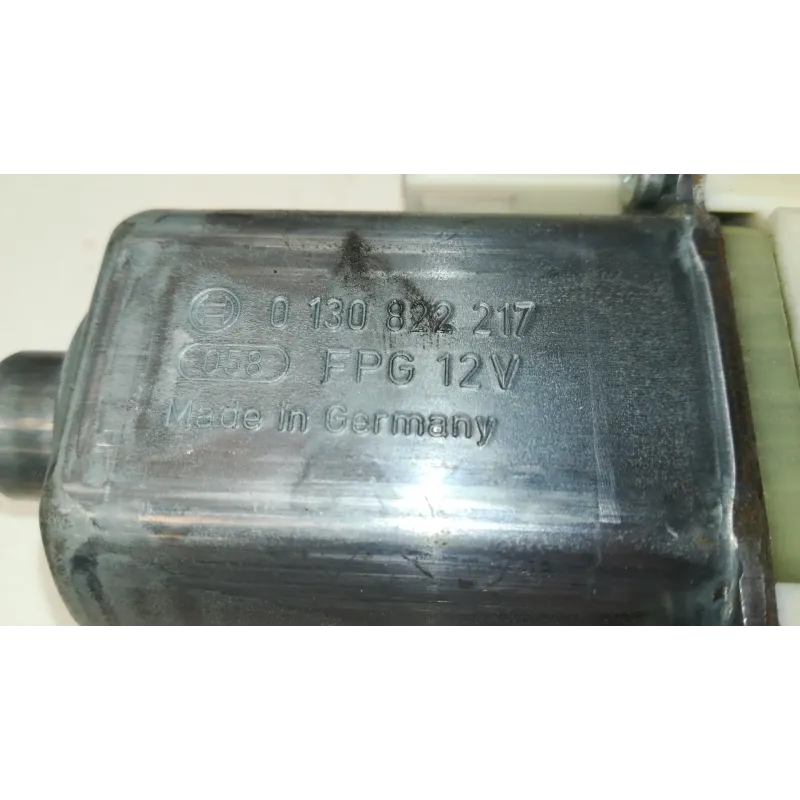 0 130 822 217
058 FPG 12V
Made in Germany